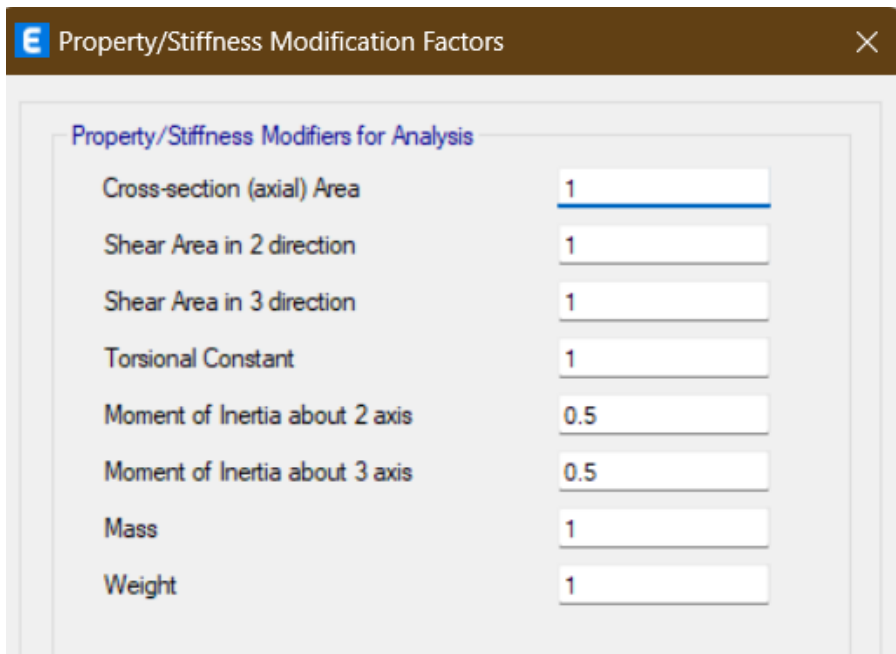 E Property/Stiffness Modification Factors
Property/Stiffness Modifiers for Analysis
Cross-section (axial) Area 1
Shear Area in 2 direction 1
Shear Area in 3 direction 1
Torsional Constant 1
Moment of Inertia about 2 axis 0.5
Moment of Inertia about 3 axis 0.5
Mass 1
Weight 1